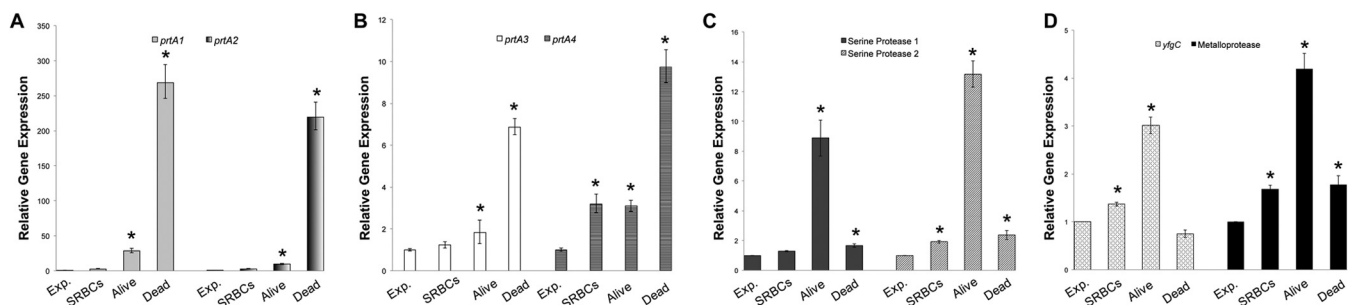 A
Relative Gene Expression
350
300
250
200
150
100
50
0
prtA1 prtA2
*
*
*
*
Exp. SRBCs Alive Dead Exp. SRBCs Alive Dead
B
Relative Gene Expression
12
10
8
6
4
2
0
prtA3 prtA4
*
*
*
*
*
Exp. SRBCs Alive Dead Exp. SRBCs Alive Dead
C
Relative Gene Expression
16
14
12
10
8
6
4
2
0
Serine Protease 1
Serine Protease 2
*
*
*
*
*
Exp. SRBCs Alive Dead Exp. SRBCs Alive Dead
D
Relative Gene Expression
5
4
3
2
1
0
yfgC Metalloprotease
*
*
*
*
*
Exp. SRBCs Alive Dead Exp. SRBCs Alive Dead